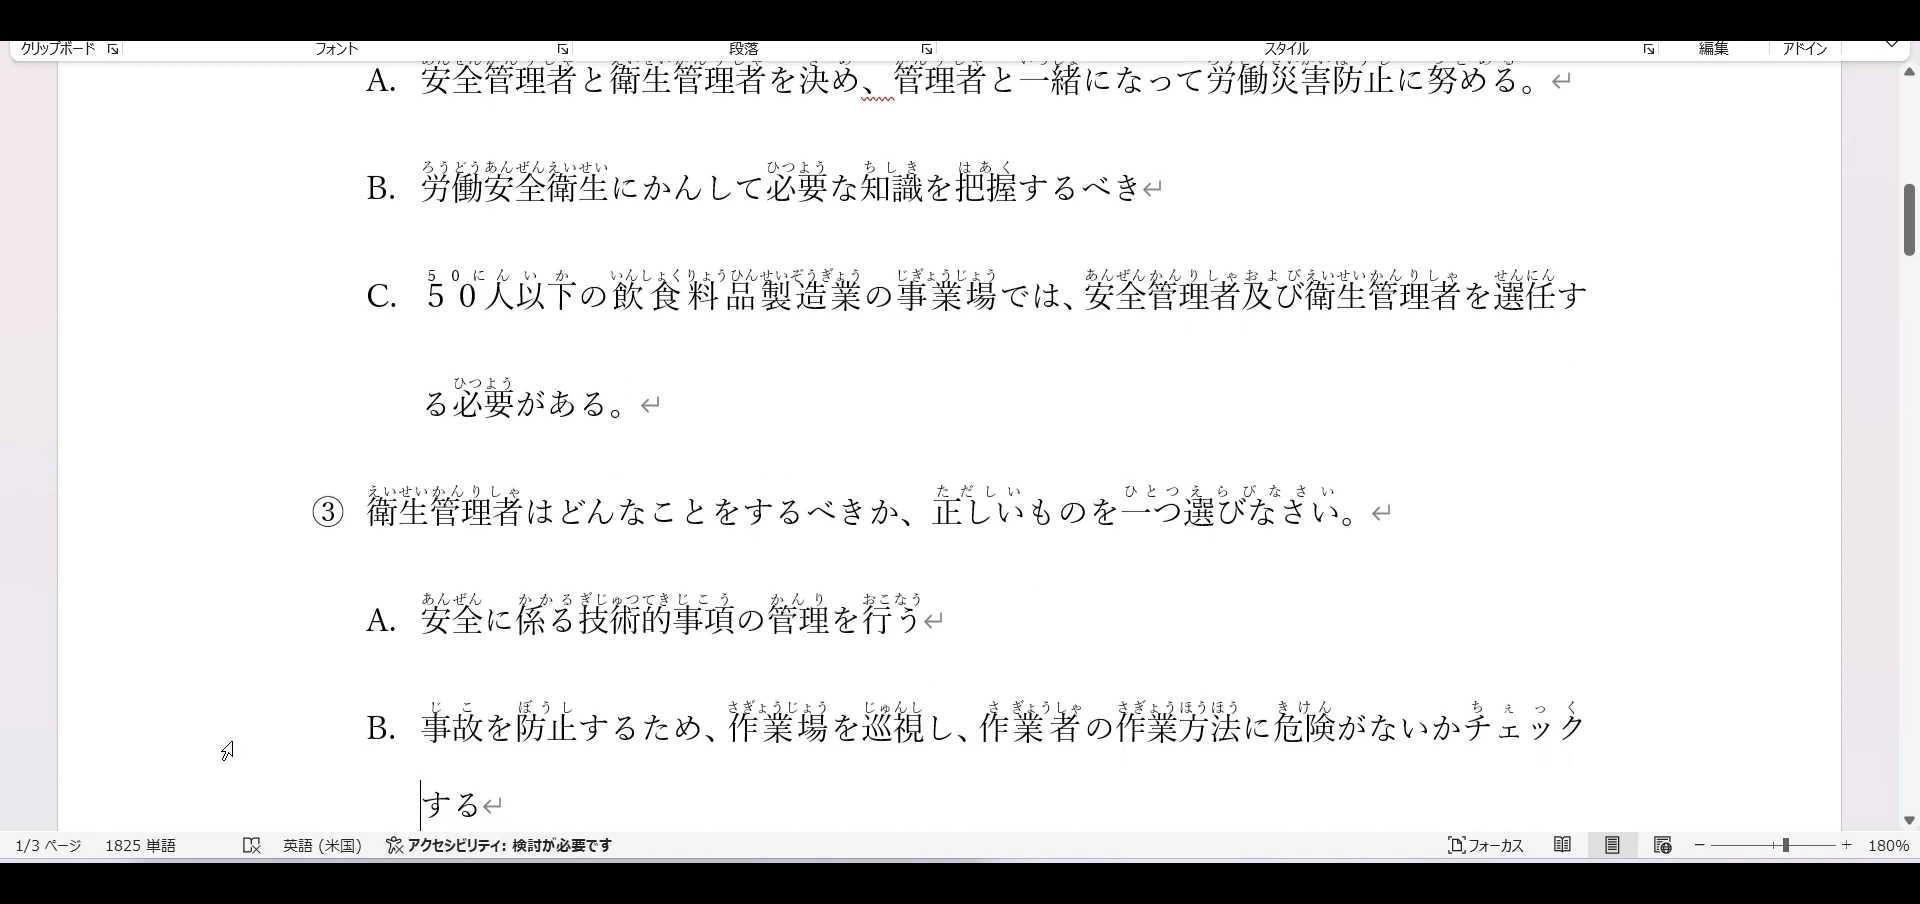 クリップボード フォント 段落 スタイル 編集 アドイン
A. 安全管理者と衛生管理者を決め、管理者と一緒になって労働災害防止に努める。
ろうどうあんぜんえいせい ひつよう ちしき はあく
B. 労働安全衛生にかんして必要な知識を把握するべき
50にんいか いんしょくりょうひんせいぞうぎょう じぎょうじょう あんぜんかんりしゃおよびえいせいかんりしゃ せんにん
C. 50人以下の飲食料品製造業の事業場では、安全管理者及び衛生管理者を選任す
ひつよう
る必要がある。
えいせいかんりしゃ ただしい ひとつえらびなさい
③ 衛生管理者はどんなことをするべきか、正しいものを一つ選びなさい。
あんぜん かかるぎじゅつてきじこう かんり おこなう
A. 安全に係る技術的事項の管理を行う
じこ ぼうし さぎょうじょう じゅんし さぎょうしゃ さぎょうほうほう きけん ちぇっく
B. 事故を防止するため、作業場を巡視し、作業者の作業方法に危険がないかチェック
する
1/3 ページ 1825 単語 英語 (米国) アクセシビリティ: 検討が必要です フォーカス 180%